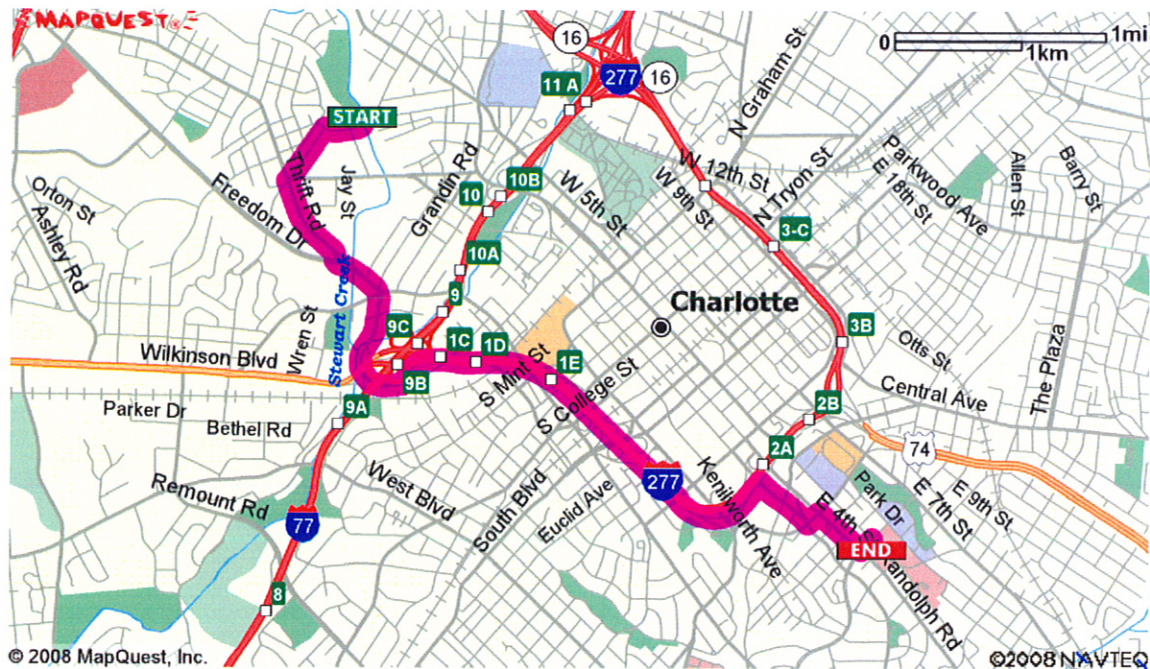 MAPQUEST
START
END
Charlotte
0
1mi
1km
16
277
16
11 A
10B
10
10A
9
9C
1C
1D
1E
9B
9A
8
77
277
2A
2B
3B
3-C
74
Thrift Rd
Jay St
Freedom Dr
Orton St
Ashley Rd
Grandin Rd
W 5th St
W 9th St
W 12th St
N Graham St
N Tryon St
E 18th St
Parkwood Ave
Allen St
Barry St
Otts St
The Plaza
Central Ave
Stewart Creek
Wren St
Wilkinson Blvd
Parker Dr
Bethel Rd
Remount Rd
West Blvd
South Blvd
Euclid Ave
S Mint St
S College St
Kenilworth Ave
E 4th St
Park Dr
E 7th St
E 9th St
Randolph Rd
© 2008 MapQuest, Inc.
©2008 NAVTEQ